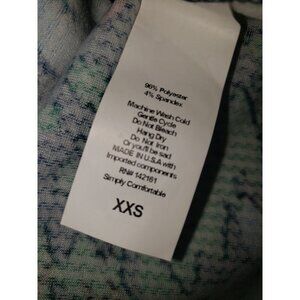 96% Polyester
4% Spandex
Machine Wash Cold
Gentle Cycle
Do Not Bleach
Hang Dry
Do Not Iron
Or you'll be sad
MADE IN U.S.A with
Imported components
RN# 142161
Simply Comfortable
XXS